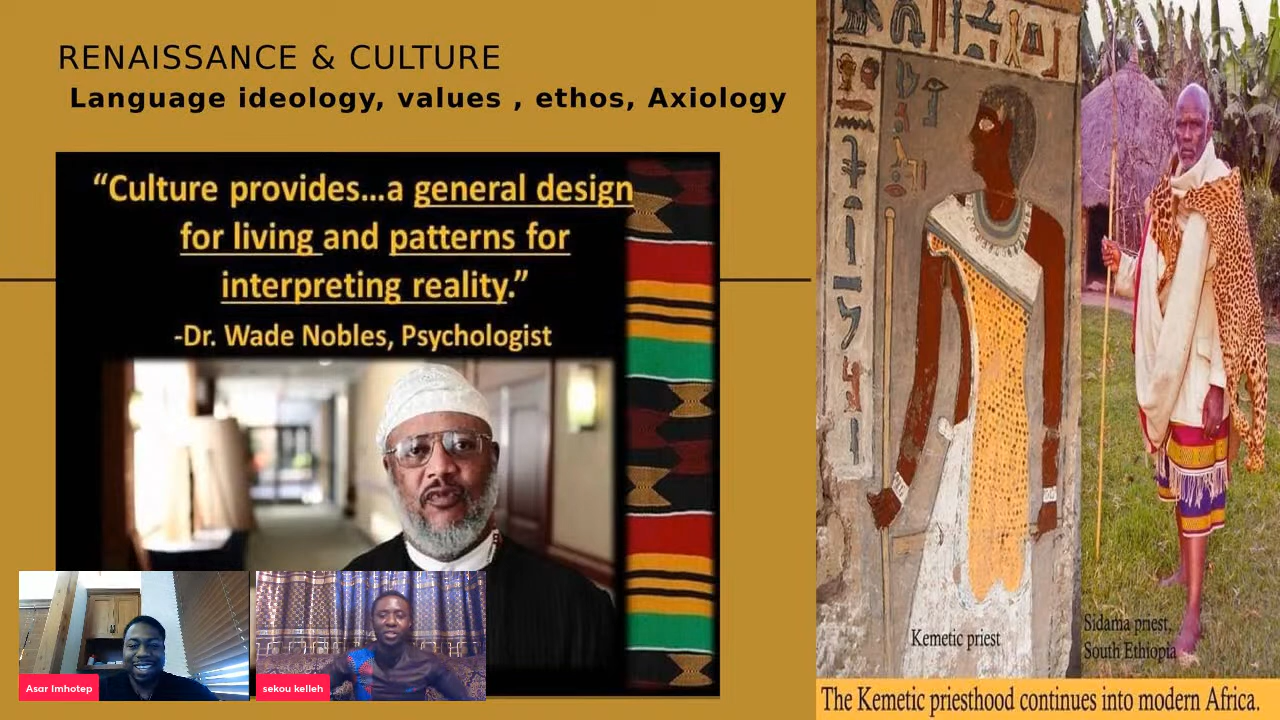 RENAISSANCE & CULTURE
Language ideology, values , ethos, Axiology
“Culture provides...a general design
for living and patterns for
interpreting reality.”
-Dr. Wade Nobles, Psychologist
Asar Imhotep
sekou kelleh
Kemetic priest
Sidama priest,
South Ethiopia
The Kemetic priesthood continues into modern Africa.